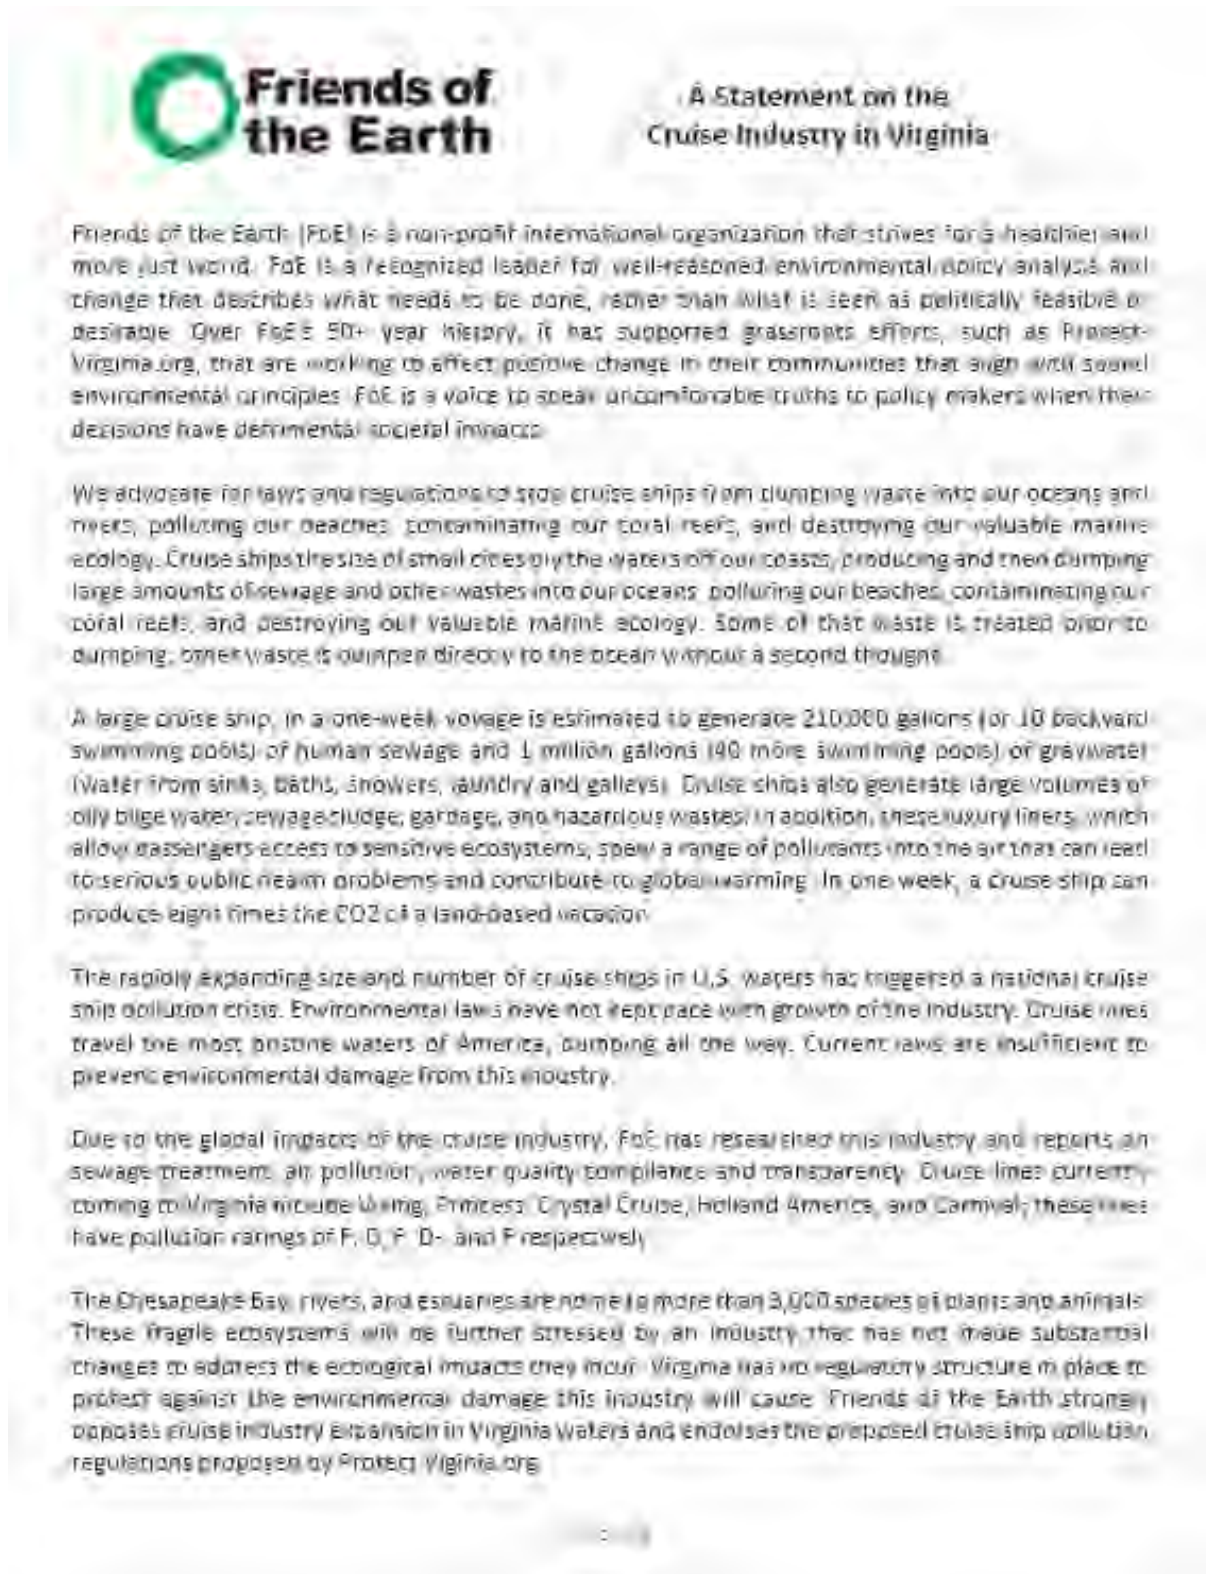 Friends of
the Earth
A Statement on the
Cruise Industry in Virginia
Friends of the Earth (FoE) is a non-profit international organization that strives for a healthier and
more just world. FoE is a recognized leader for well-reasoned environmental policy analysis and
change that describes what needs to be done, rather than what is seen as politically feasible or
desirable. Over FoE's 50+ year history, it has supported grassroots efforts, such as Protect-
Virginia.org, that are working to affect positive change in their communities that align with sound
environmental principles. FoE is a voice to speak uncomfortable truths to policy makers when their
decisions have detrimental societal impacts.
We advocate for laws and regulations to stop cruise ships from dumping waste into our oceans and
rivers, polluting our beaches, contaminating our coral reefs, and destroying our valuable marine
ecology. Cruise ships the size of small cities ply the waters off our coasts, producing and then dumping
large amounts of sewage and other wastes into our oceans, polluting our beaches, contaminating our
coral reefs, and destroying our valuable marine ecology. Some of that waste is treated prior to
dumping; other waste is dumped directly to the ocean without a second thought.
A large cruise ship, in a one-week voyage is estimated to generate 210,000 gallons (or 10 backyard
swimming pools) of human sewage and 1 million gallons (40 more swimming pools) of graywater
(water from sinks, baths, showers, laundry and galleys). Cruise ships also generate large volumes of
oily bilge water, sewage sludge, garbage, and hazardous wastes. In addition, these luxury liners, which
allow passengers access to sensitive ecosystems, spew a range of pollutants into the air that can lead
to serious public health problems and contribute to global warming. In one week, a cruise ship can
produce eight times the CO2 of a land-based vacation.
The rapidly expanding size and number of cruise ships in U.S. waters has triggered a national cruise
ship pollution crisis. Environmental laws have not kept pace with growth of the industry. Cruise lines
travel the most pristine waters of America, dumping all the way. Current laws are insufficient to
prevent environmental damage from this industry.
Due to the global impacts of the cruise industry, FoE has researched this industry and reports on
sewage treatment, air pollution, water quality compliance and transparency. Cruise lines currently
coming to Virginia include Viking, Princess, Crystal Cruise, Holland America, and Carnival; these lines
have pollution ratings of F, D, F, D-, and F respectively.
The Chesapeake Bay, rivers, and estuaries are home to more than 3,000 species of plants and animals.
These fragile ecosystems will be further stressed by an industry that has not made substantial
changes to address the ecological impacts they incur. Virginia has no regulatory structure in place to
protect against the environmental damage this industry will cause. Friends of the Earth strongly
opposes cruise industry expansion in Virginia waters and endorses the proposed cruise ship pollution
regulations proposed by Protect Viginia.org